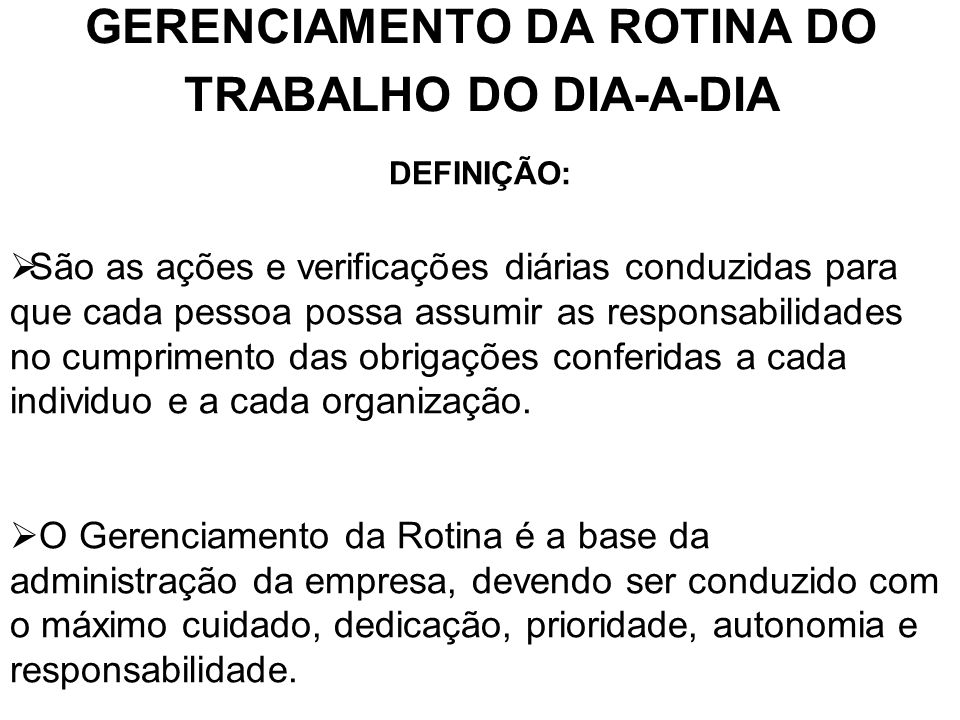 GERENCIAMENTO DA ROTINA DO
TRABALHO DO DIA-A-DIA
DEFINIÇÃO:
➢São as ações e verificações diárias conduzidas para
que cada pessoa possa assumir as responsabilidades
no cumprimento das obrigações conferidas a cada
individuo e a cada organização.
➢O Gerenciamento da Rotina é a base da
administração da empresa, devendo ser conduzido com
o máximo cuidado, dedicação, prioridade, autonomia e
responsabilidade.